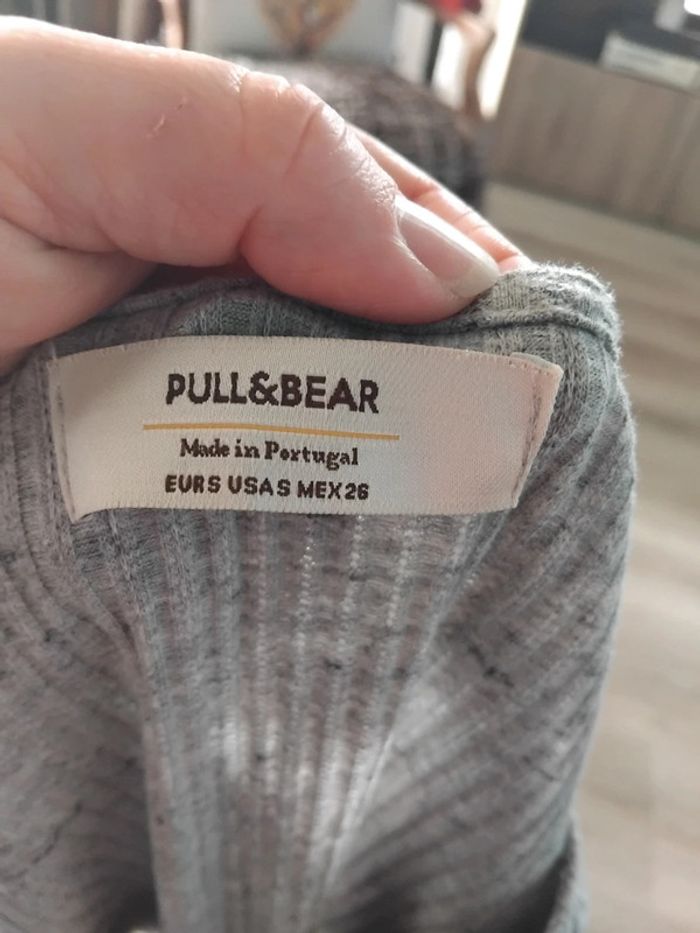 PULL&BEAR
Made in Portugal
EUR S USA S MEX 26